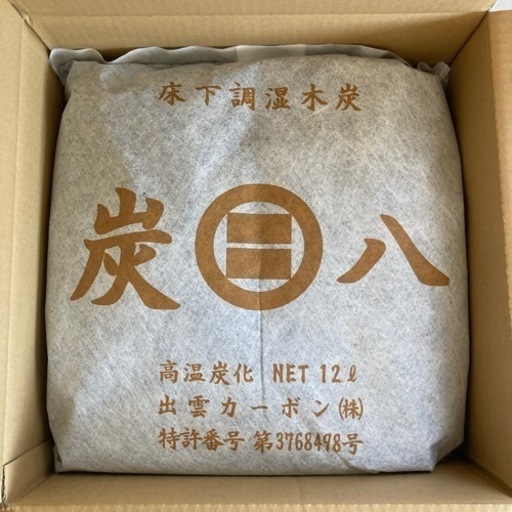 床下調湿木炭
炭八
高温炭化 NET 12ℓ
出雲カーボン㈱
特許番号 第3768498号